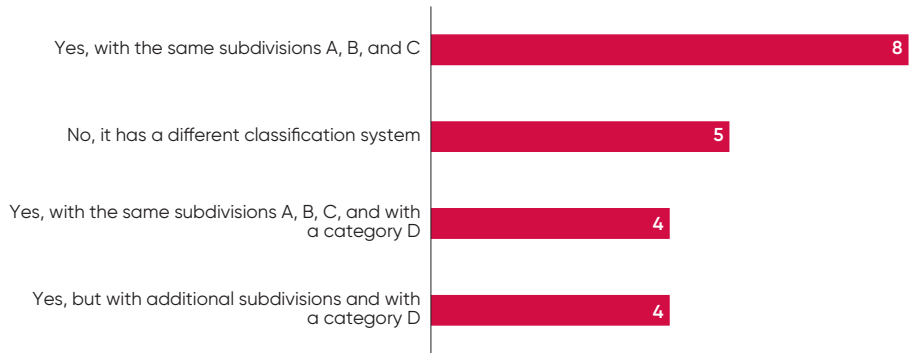 Yes, with the same subdivisions A, B, and C
8
No, it has a different classification system
5
Yes, with the same subdivisions A, B, C, and with
a category D
4
Yes, but with additional subdivisions and with
a category D
4